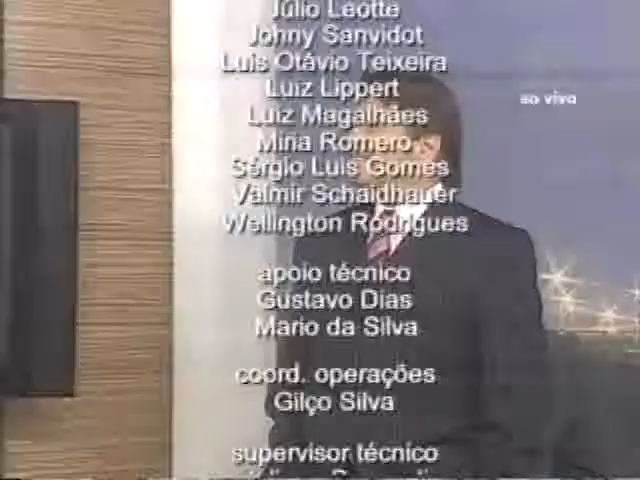 Júlio Leotte
Johny Sanvidot
Luis Otávio Teixeira
Luiz Lippert
ao vivo
Luiz Magalhães
Miria Romero
Sérgio Luis Gomes
Valmir Schaidhauer
Wellington Rodrigues
apoio técnico
Gustavo Dias
Mario da Silva
coord. operações
Gilço Silva
supervisor técnico